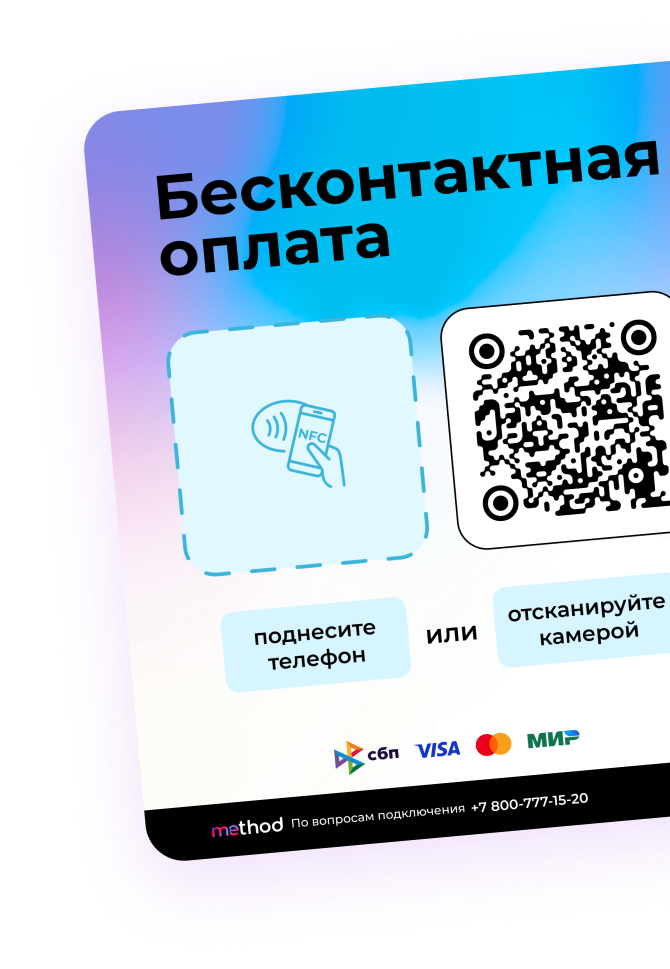 Бесконтактная
оплата
NFC
поднесите
телефон
или
отсканируйте
камерой
сбп VISA МИР
method По вопросам подключения +7 800-777-15-20